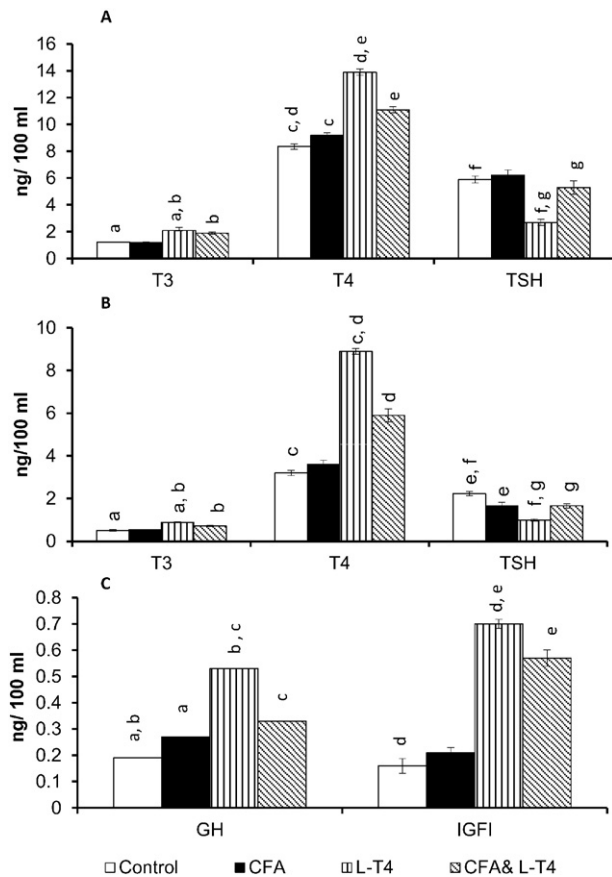 A
ng/ 100 ml
16
14
12
10
8
6
4
2
0
a
a, b
b
c, d
c
d, e
e
f
f, g
g
T3
T4
TSH
B
ng/100 ml
10
8
6
4
2
0
a
a, b
b
c
c, d
d
e, f
e
f, g
g
T3
T4
TSH
C
ng/ 100 ml
0.8
0.7
0.6
0.5
0.4
0.3
0.2
0.1
0
a, b
a
b, c
c
d
d, e
e
GH
IGFI
Control
CFA
L-T4
CFA& L-T4